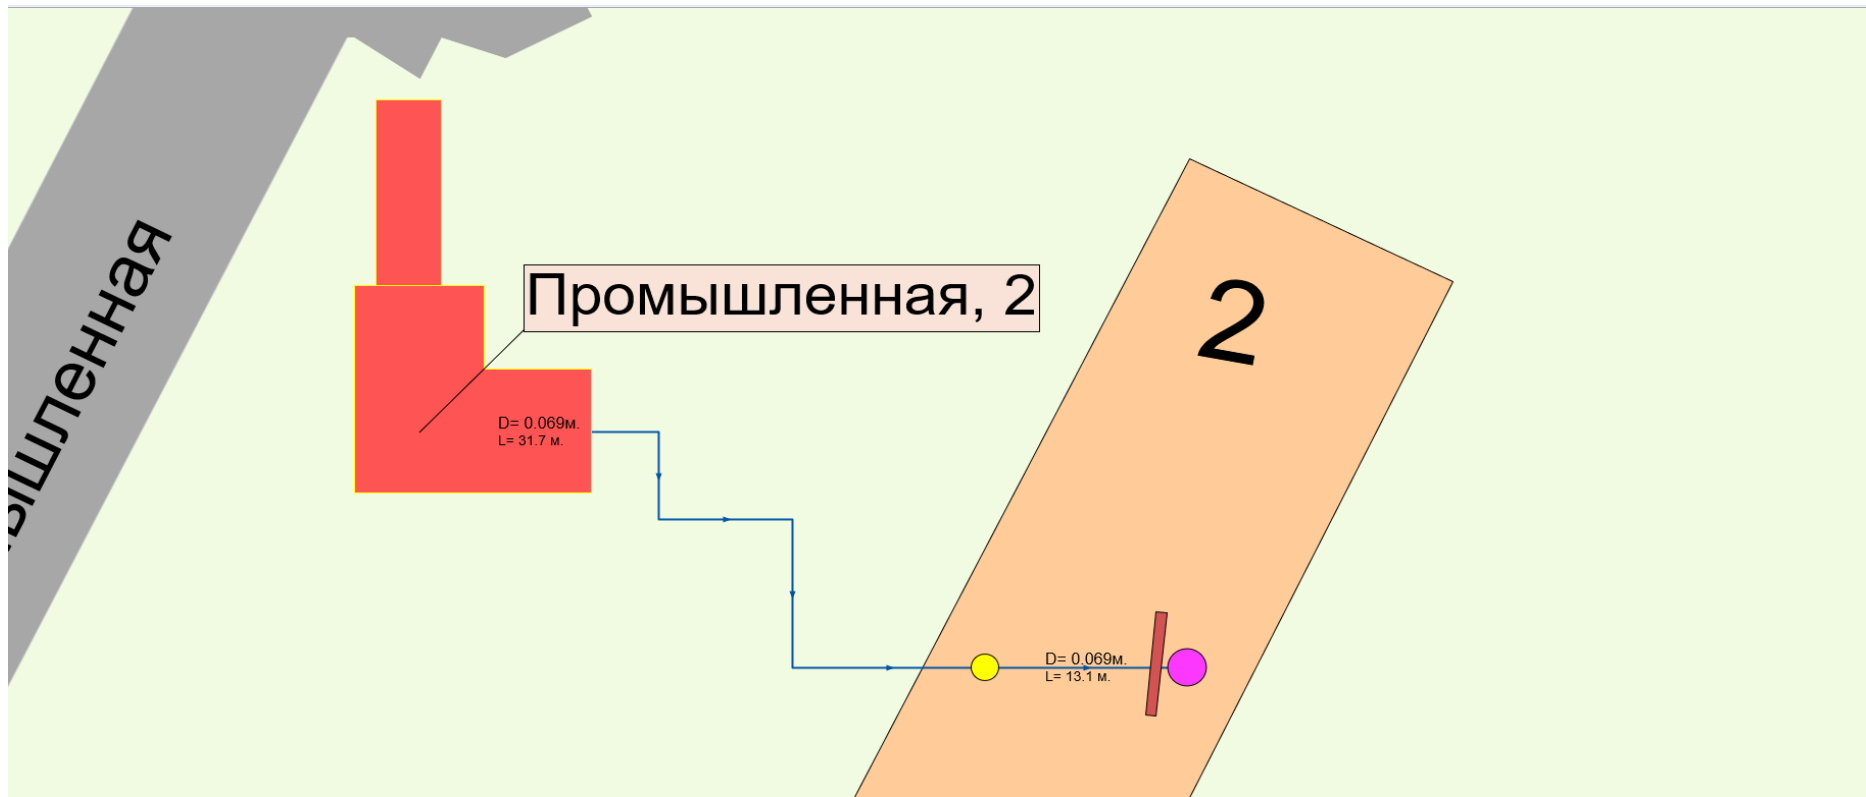 ышленная
Промышленная, 2
2
D= 0.069м.
L= 31.7 м.
D= 0.069м.
L= 13.1 м.